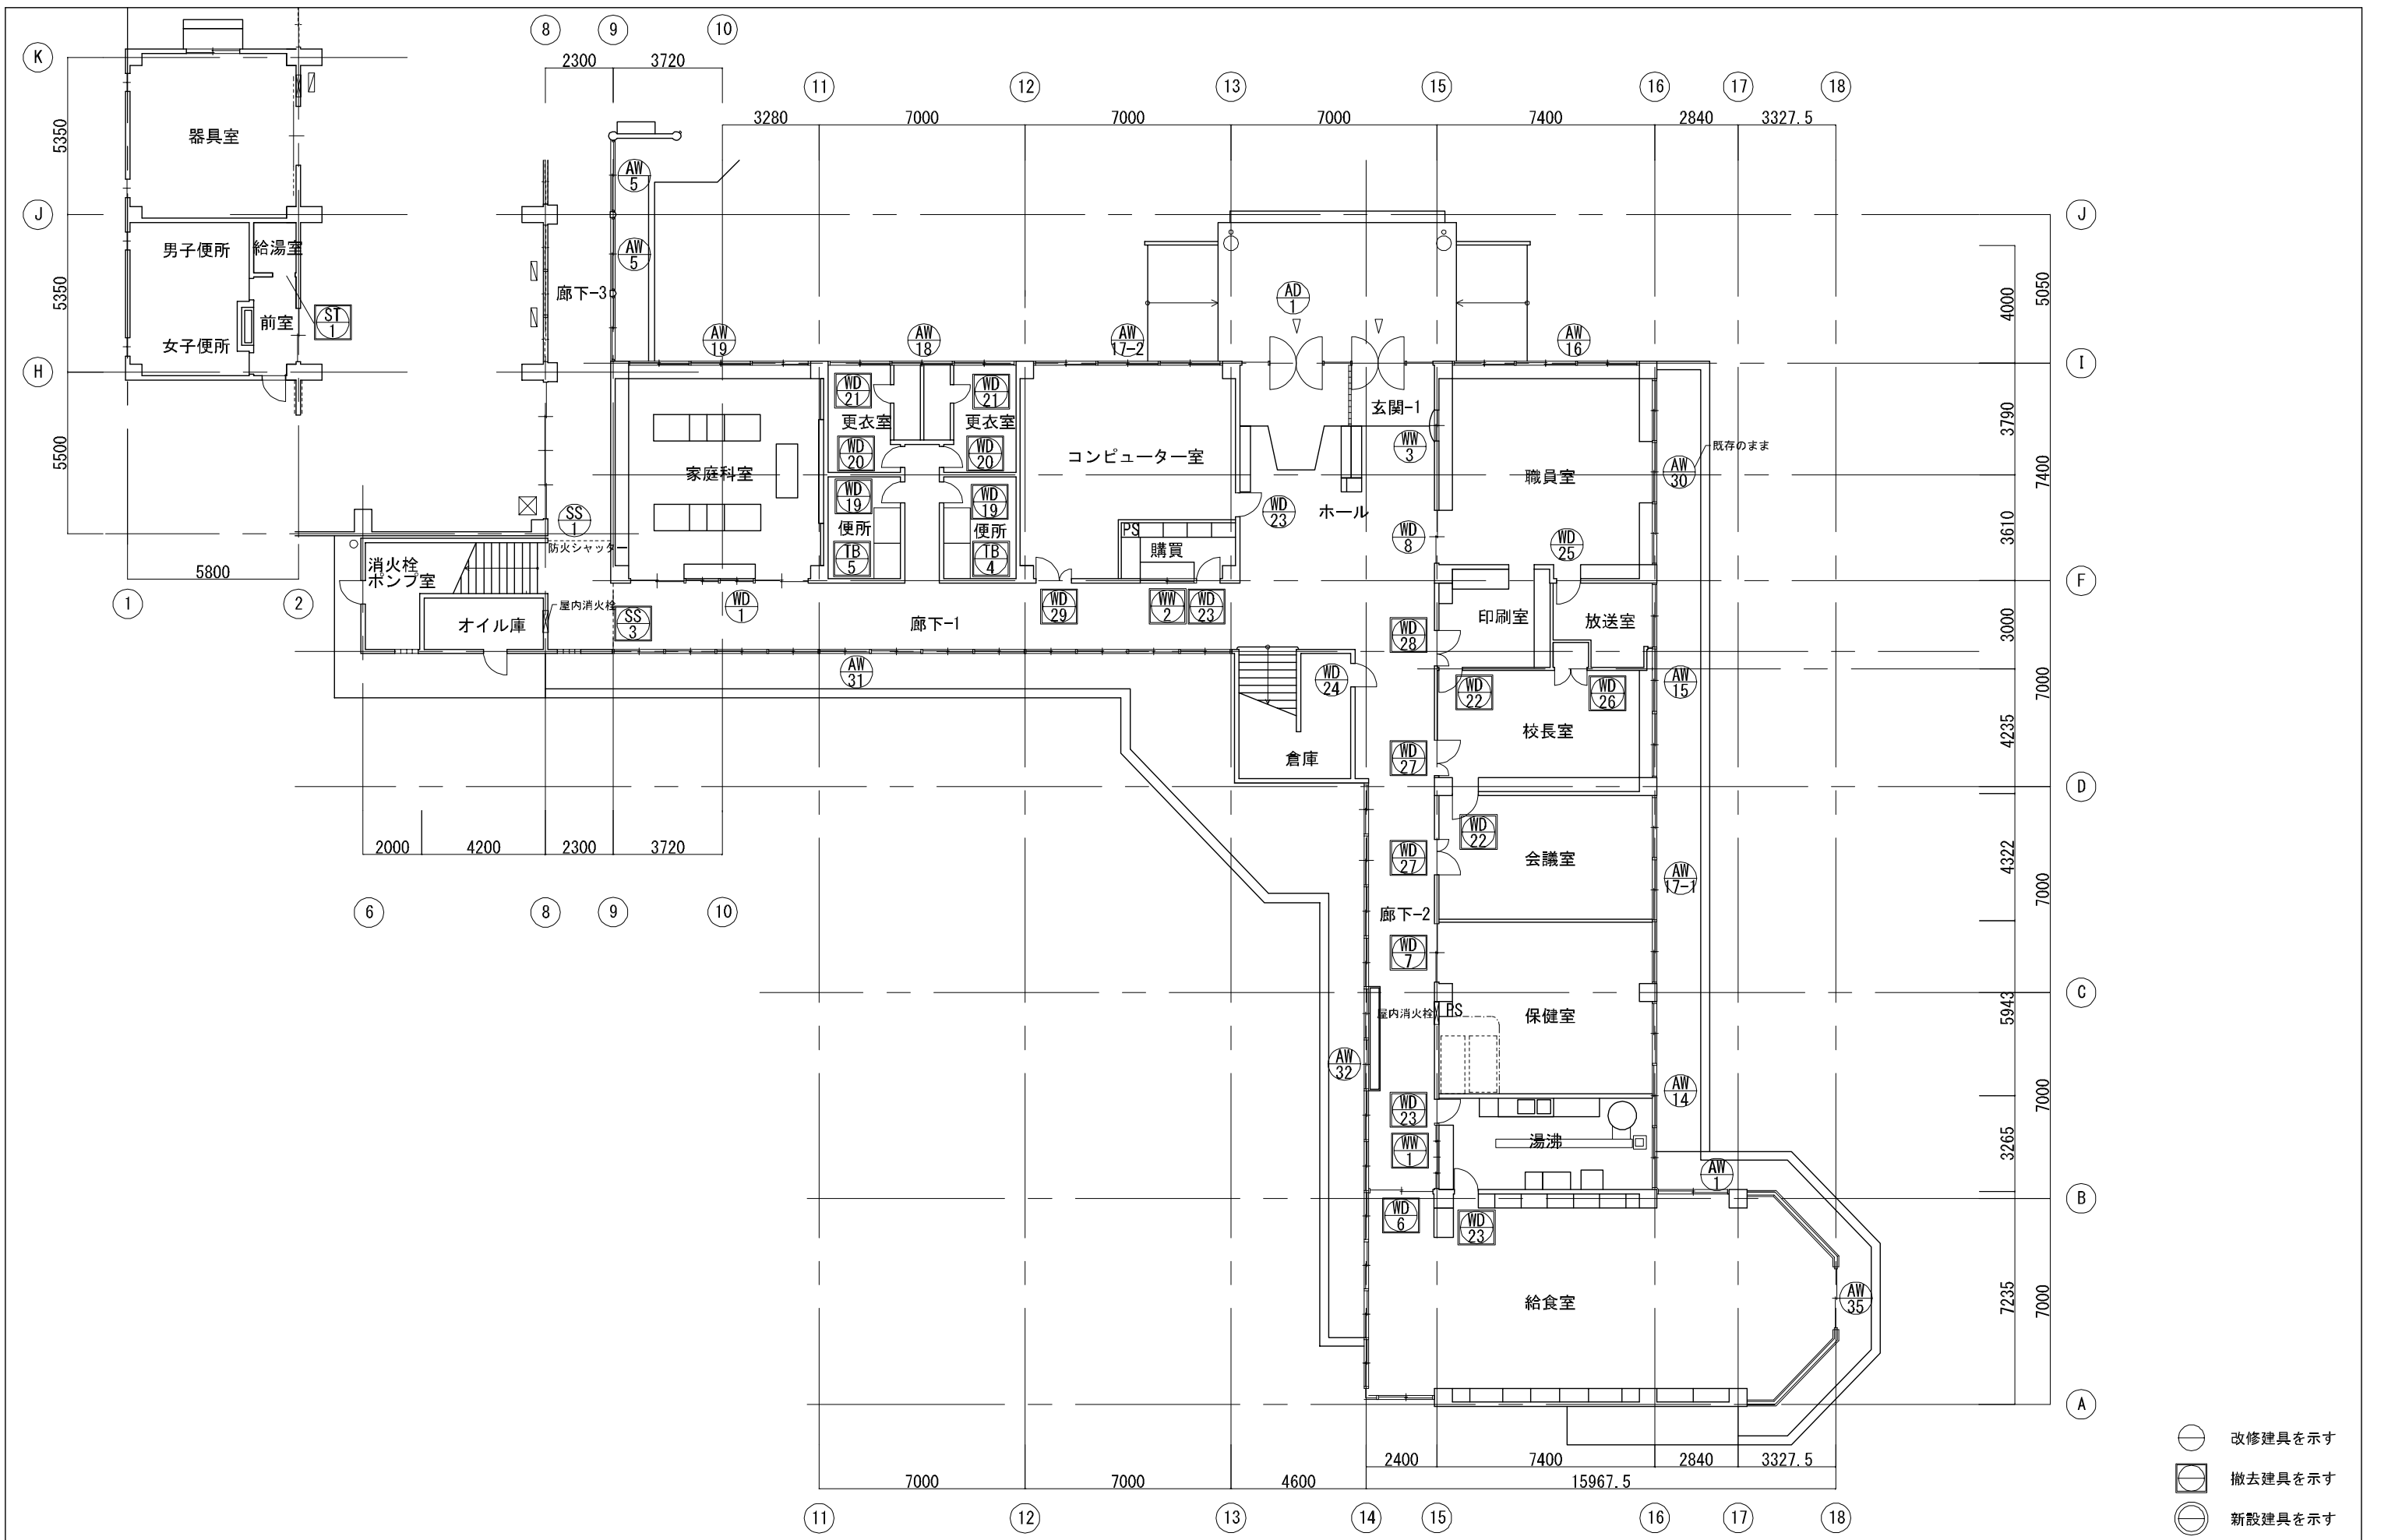 8
9
10
K
2300
3720
11
12
13
15
16
17
18
3280
7000
7000
7000
7400
2840
3327.5
5350
器具室
AW
5
J
J
男子便所
給湯室
AW
5
AD
1
5350
廊下-3
4000
5050
前室
ST
1
女子便所
AW
19
AW
18
AW
17-2
AW
16
H
I
WD
21
WD
21
更衣室
更衣室
玄関-1
3790
5500
WD
20
WD
20
コンピューター室
WW
3
既存のまま
家庭科室
職員室
AW
30
7400
WD
19
WD
19
WD
23
ホール
SS
1
便所
便所
PS
WD
8
WD
25
3610
防火シャッター
購買
TB
5
TB
4
消火栓
ポンプ室
5800
F
1
2
屋内消火栓
WD
1
WD
29
WW
2
WD
23
オイル庫
SS
3
廊下-1
印刷室
放送室
3000
WD
28
AW
31
WD
24
WD
22
WD
26
AW
15
7000
校長室
倉庫
WD
27
4235
D
2000
4200
2300
3720
WD
22
会議室
WD
27
4322
AW
17-1
7000
6
8
9
10
廊下-2
WD
7
C
屋内消火栓
PS
保健室
5943
AW
32
AW
14
7000
WD
23
湯沸
WW
1
3265
AW
1
B
WD
6
WD
23
給食室
AW
35
7235
7000
A
改修建具を示す
2400
7400
2840
3327.5
撤去建具を示す
7000
7000
4600
15967.5
11
12
13
14
15
16
17
18
新設建具を示す